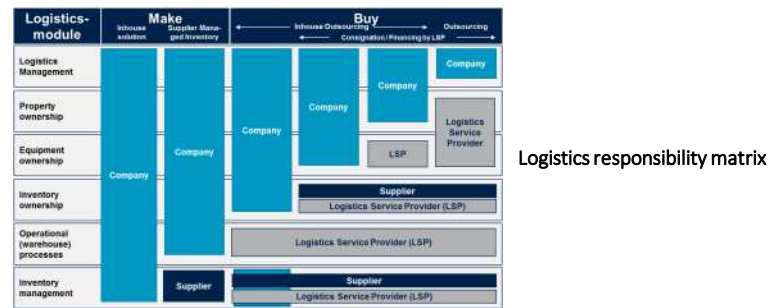 Logistics-
module
Make
Buy
Inhouse
solution
Supplier Mana-
ged Inventory
Inhouse Outsourcing
Outsourcing
Consignation / Financing by LSP
Logistics
Management
Company
Property
ownership
Company
Company
Logistics
Service
Provider
Company
Equipment
ownership
Company
LSP
Company
Inventory
ownership
Supplier
Logistics Service Provider (LSP)
Operational
(warehouse)
processes
Logistics Service Provider (LSP)
Inventory
management
Supplier
Supplier
Logistics Service Provider (LSP)
Logistics responsibility matrix